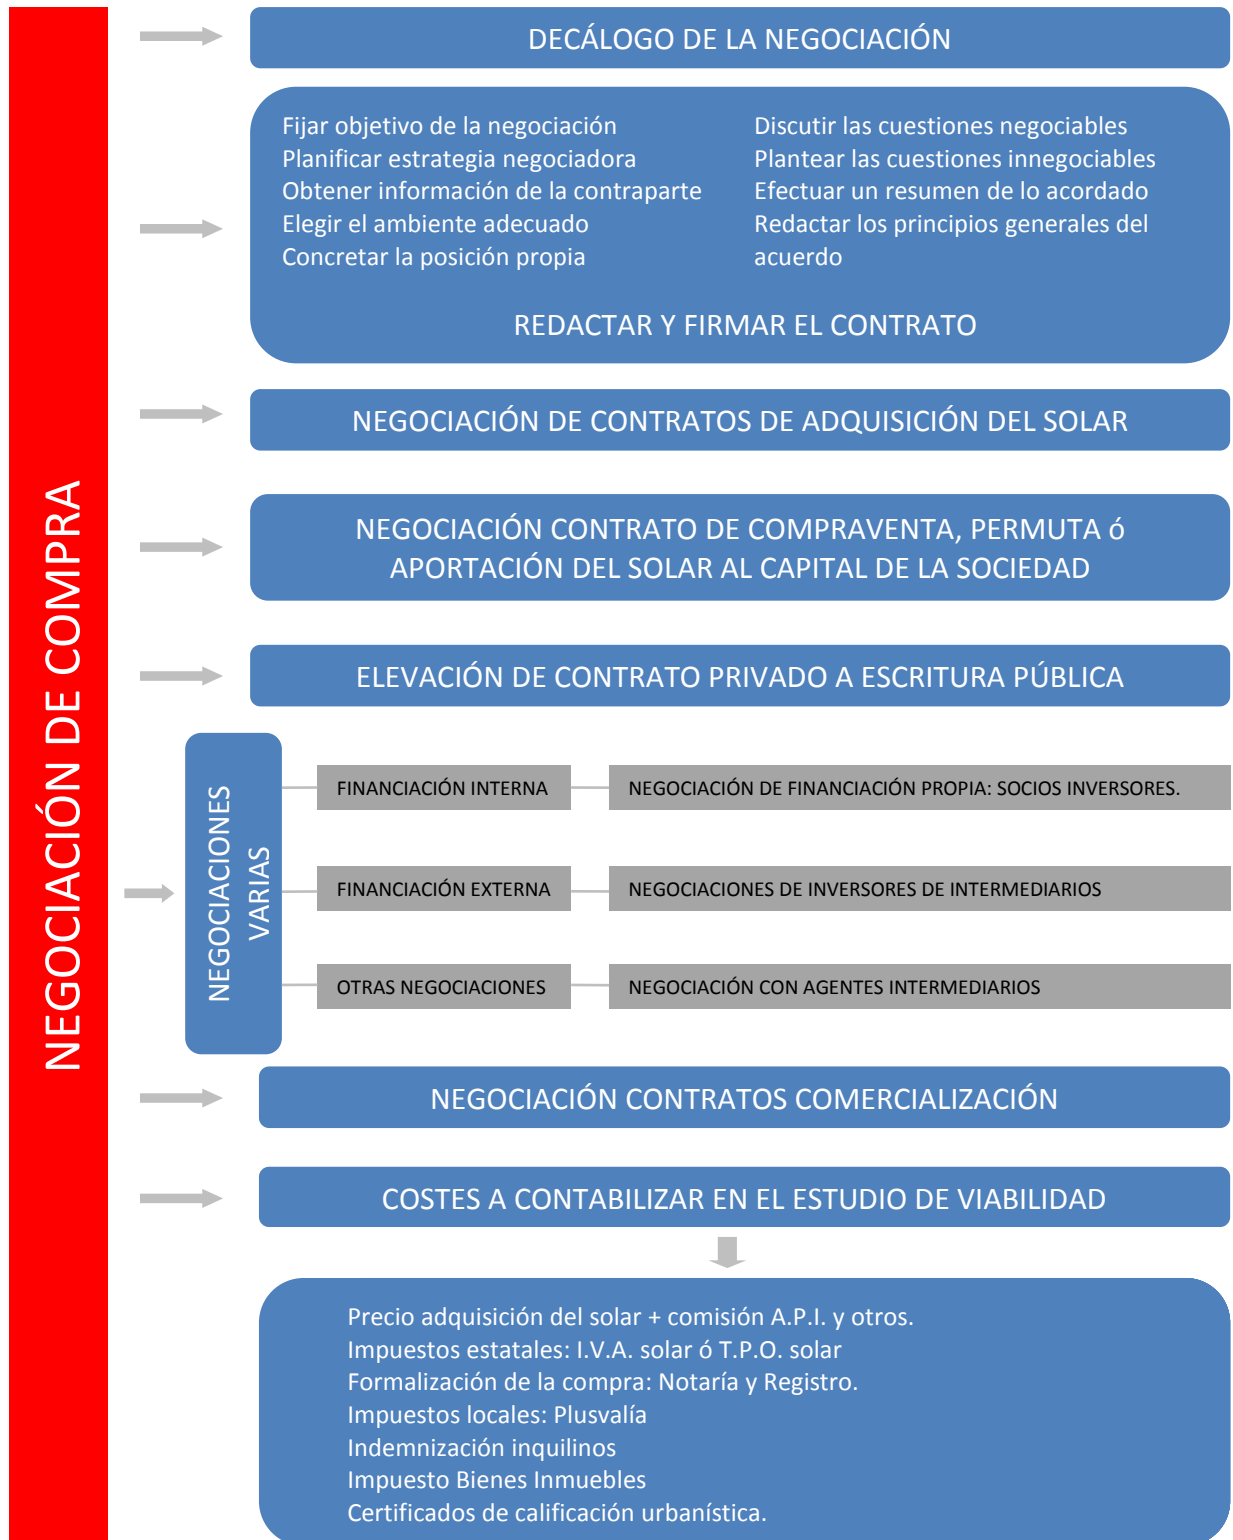 NEGOCIACIÓN DE COMPRA
DECÁLOGO DE LA NEGOCIACIÓN
Fijar objetivo de la negociación
Planificar estrategia negociadora
Obtener información de la contraparte
Elegir el ambiente adecuado
Concretar la posición propia
Discutir las cuestiones negociables
Plantear las cuestiones innegociables
Efectuar un resumen de lo acordado
Redactar los principios generales del
acuerdo
REDACTAR Y FIRMAR EL CONTRATO
NEGOCIACIÓN DE CONTRATOS DE ADQUISICIÓN DEL SOLAR
NEGOCIACIÓN CONTRATO DE COMPRAVENTA, PERMUTA ó
APORTACIÓN DEL SOLAR AL CAPITAL DE LA SOCIEDAD
ELEVACIÓN DE CONTRATO PRIVADO A ESCRITURA PÚBLICA
NEGOCIACIONES
VARIAS
FINANCIACIÓN INTERNA
NEGOCIACIÓN DE FINANCIACIÓN PROPIA: SOCIOS INVERSORES.
FINANCIACIÓN EXTERNA
NEGOCIACIONES DE INVERSORES DE INTERMEDIARIOS
OTRAS NEGOCIACIONES
NEGOCIACIÓN CON AGENTES INTERMEDIARIOS
NEGOCIACIÓN CONTRATOS COMERCIALIZACIÓN
COSTES A CONTABILIZAR EN EL ESTUDIO DE VIABILIDAD
Precio adquisición del solar + comisión A.P.I. y otros.
Impuestos estatales: I.V.A. solar ó T.P.O. solar
Formalización de la compra: Notaría y Registro.
Impuestos locales: Plusvalía
Indemnización inquilinos
Impuesto Bienes Inmuebles
Certificados de calificación urbanística.